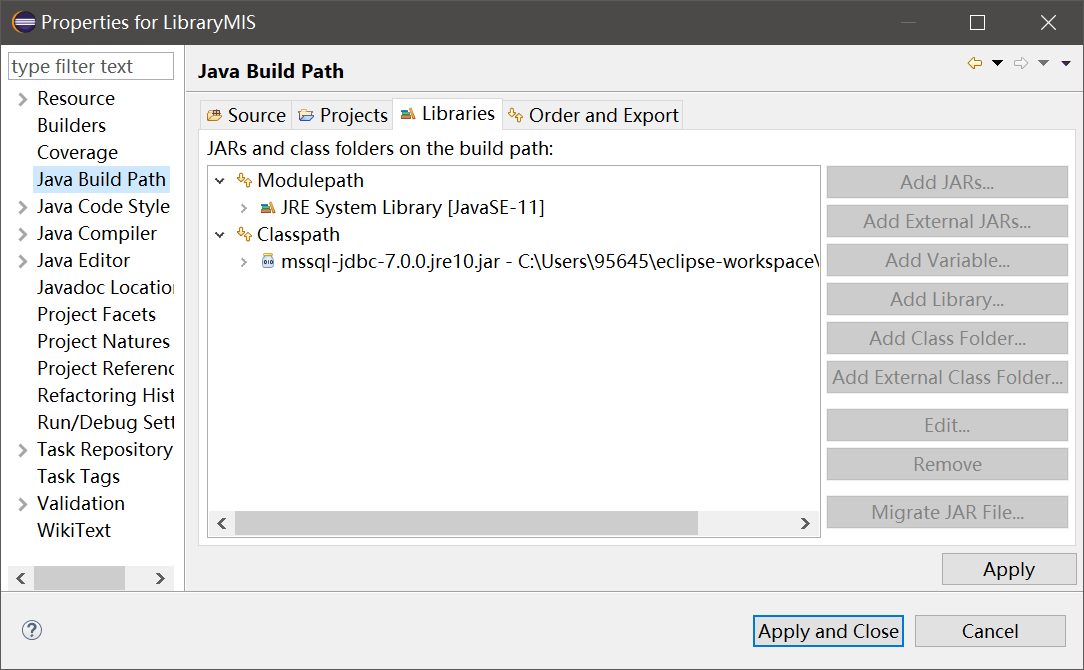 Properties for LibraryMIS
type filter text
Resource
Builders
Coverage
Java Build Path
Java Code Style
Java Compiler
Java Editor
Javadoc Locatio
Project Facets
Project Natures
Project Referenc
Refactoring Hist
Run/Debug Sett
Task Repository
Task Tags
Validation
WikiText
Java Build Path
Source Projects Libraries Order and Export
JARs and class folders on the build path:
Modulepath
JRE System Library [JavaSE-11]
Classpath
mssql-jdbc-7.0.0.jre10.jar - C:\Users\95645\eclipse-workspace\
Add JARs...
Add External JARs...
Add Variable...
Add Library...
Add Class Folder...
Add External Class Folder...
Edit...
Remove
Migrate JAR File...
Apply
Apply and Close Cancel